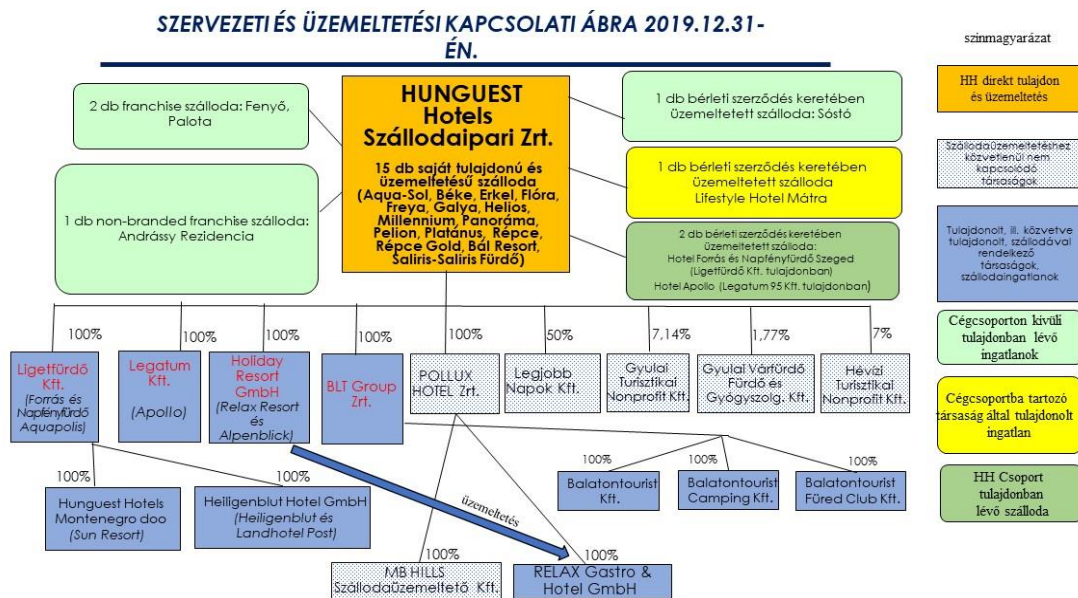 SZERVEZETI ÉS ÜZEMELTETÉSI KAPCSOLATI ÁBRA 2019.12.31-
ÉN.
színmagyarázat
2 db franchise szálloda: Fenyő,
Palota
1 db non-branded franchise szálloda:
Andrássy Rezidencia
HUNGUEST
Hotels
Szállodaipari Zrt.
15 db saját tulajdonú és
üzemeltetésű szálloda
(Aqua-Sol, Béke, Erkel, Flóra,
Freya, Galya, Helios,
Millennium, Panoráma,
Pelion, Platánus, Répce,
Répce Gold, Bál Resort,
Saliris-Saliris Fürdő)
1 db bérleti szerződés keretében
üzemeltetett szálloda: Sóstó
1 db bérleti szerződés keretében
üzemeltetett szálloda
Lifestyle Hotel Mátra
2 db bérleti szerződés keretében
üzemeltetett szálloda:
Hotel Forrás és Napfényfürdő Szeged
(Ligetfürdő Kft. tulajdonban)
Hotel Apollo (Legatum 95 Kft. tulajdonban)
HH direkt tulajdon
és üzemeltetés
Szállodaüzemeltetéshez
közvetlenül nem
kapcsolódó
társaságok
Tulajdonolt, ill. közvetve
tulajdonolt, szállodával
rendelkező
társaságok,
szállodaingatlanok
Cégcsoporton kívüli
tulajdonban lévő
ingatlanok
Cégcsoportba tartozó
társaság által tulajdonolt
ingatlan
HH Csoport
tulajdonban
lévő szálloda
100%
100%
100%
100%
100%
50%
7,14%
1,77%
7%
Ligetfürdő
Kft.
(Forrás és
Napfényfürdő
Aquapolis)
Legatum
Kft.
(Apollo)
Holiday
Resort
GmbH
(Relax Resort
és
Alpenblick)
BLT Group
Zrt.
POLLUX
HOTEL Zrt.
Legjobb
Napok Kft.
Gyulai
Turisztikai
Nonprofit Kft.
Gyulai Várfürdő
Fürdő és
Gyógyszolg. Kft.
Hévízi
Turisztikai
Nonprofit Kft.
100%
100%
100%
100%
100%
Hunguest Hotels
Montenegro doo
(Sun Resort)
Heiligenblut Hotel GmbH
(Heiligenblut és
Landhotel Post)
üzemeltetés
Balatontourist
Kft.
Balatontourist
Camping Kft.
Balatontourist
Füred Club Kft.
100%
100%
MB HILLS
Szállodaüzemeltető Kft.
RELAX Gastro &
Hotel GmbH